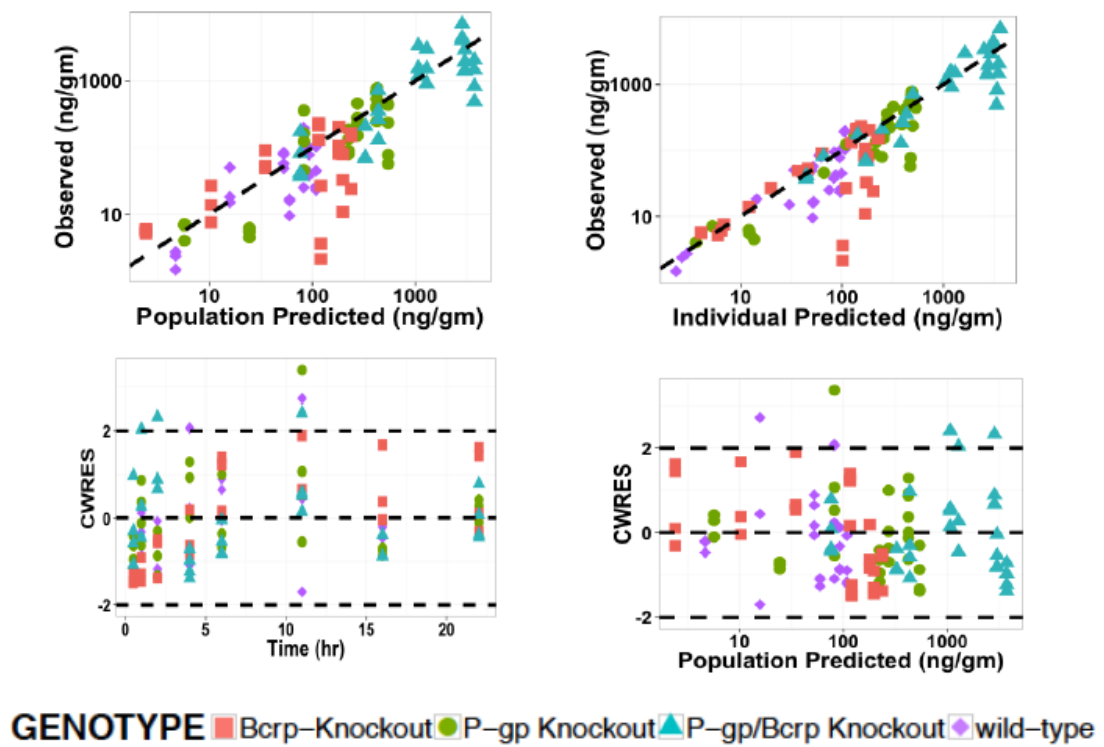 Observed (ng/gm)
1000
10
10 100 1000
Population Predicted (ng/gm)
Observed (ng/gm)
1000
10
10 100 1000
Individual Predicted (ng/gm)
CWRES
2
0
-2
0 5 10 15 20
Time (hr)
CWRES
2
0
-2
10 100 1000
Population Predicted (ng/gm)
GENOTYPE Bcrp-Knockout P-gp Knockout P-gp/Bcrp Knockout wild-type